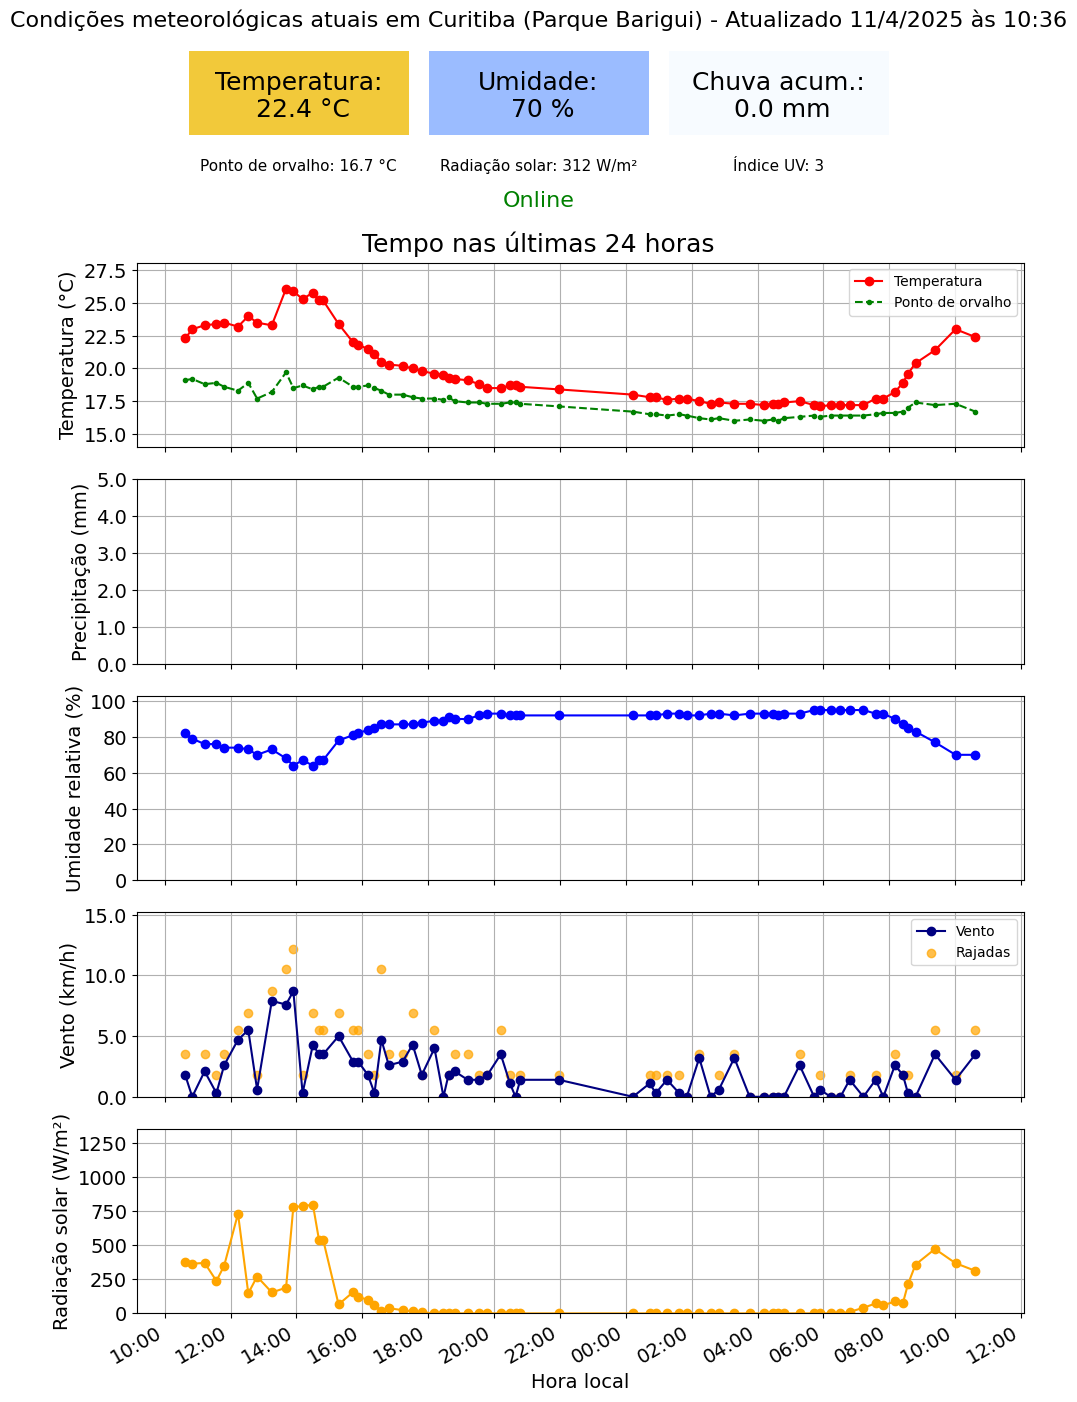 Condições meteorológicas atuais em Curitiba (Parque Barigui) - Atualizado 11/4/2025 às 10:36
Temperatura:
22.4 °C
Umidade:
70 %
Chuva acum.:
0.0 mm
Ponto de orvalho: 16.7 °C
Radiação solar: 312 W/m²
Índice UV: 3
Online
Tempo nas últimas 24 horas
Temperatura (°C)
27.5
25.0
22.5
20.0
17.5
15.0
Temperatura
Ponto de orvalho
Precipitação (mm)
5.0
4.0
3.0
2.0
1.0
0.0
Umidade relativa (%)
100
80
60
40
20
0
Vento (km/h)
15.0
10.0
5.0
0.0
Vento
Rajadas
Radiação solar (W/m²)
1250
1000
750
500
250
0
10:00
12:00
14:00
16:00
18:00
20:00
22:00
00:00
02:00
04:00
06:00
08:00
10:00
12:00
Hora local